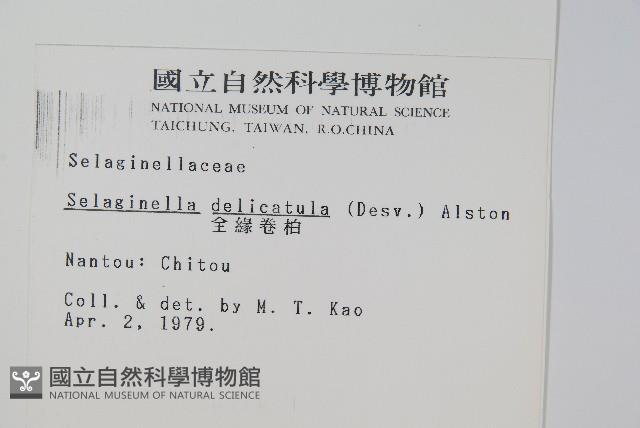 國立自然科學博物館
NATIONAL MUSEUM OF NATURAL SCIENCE
TAICHUNG, TAIWAN, R.O.CHINA
Selaginellaceae
Selaginella delicatula (Desv.) Alston
全緣卷柏
Nantou: Chitou
Coll. & det. by M. T. Kao
Apr. 2, 1979.
國立自然科學博物館
NATIONAL MUSEUM OF NATURAL SCIENCE